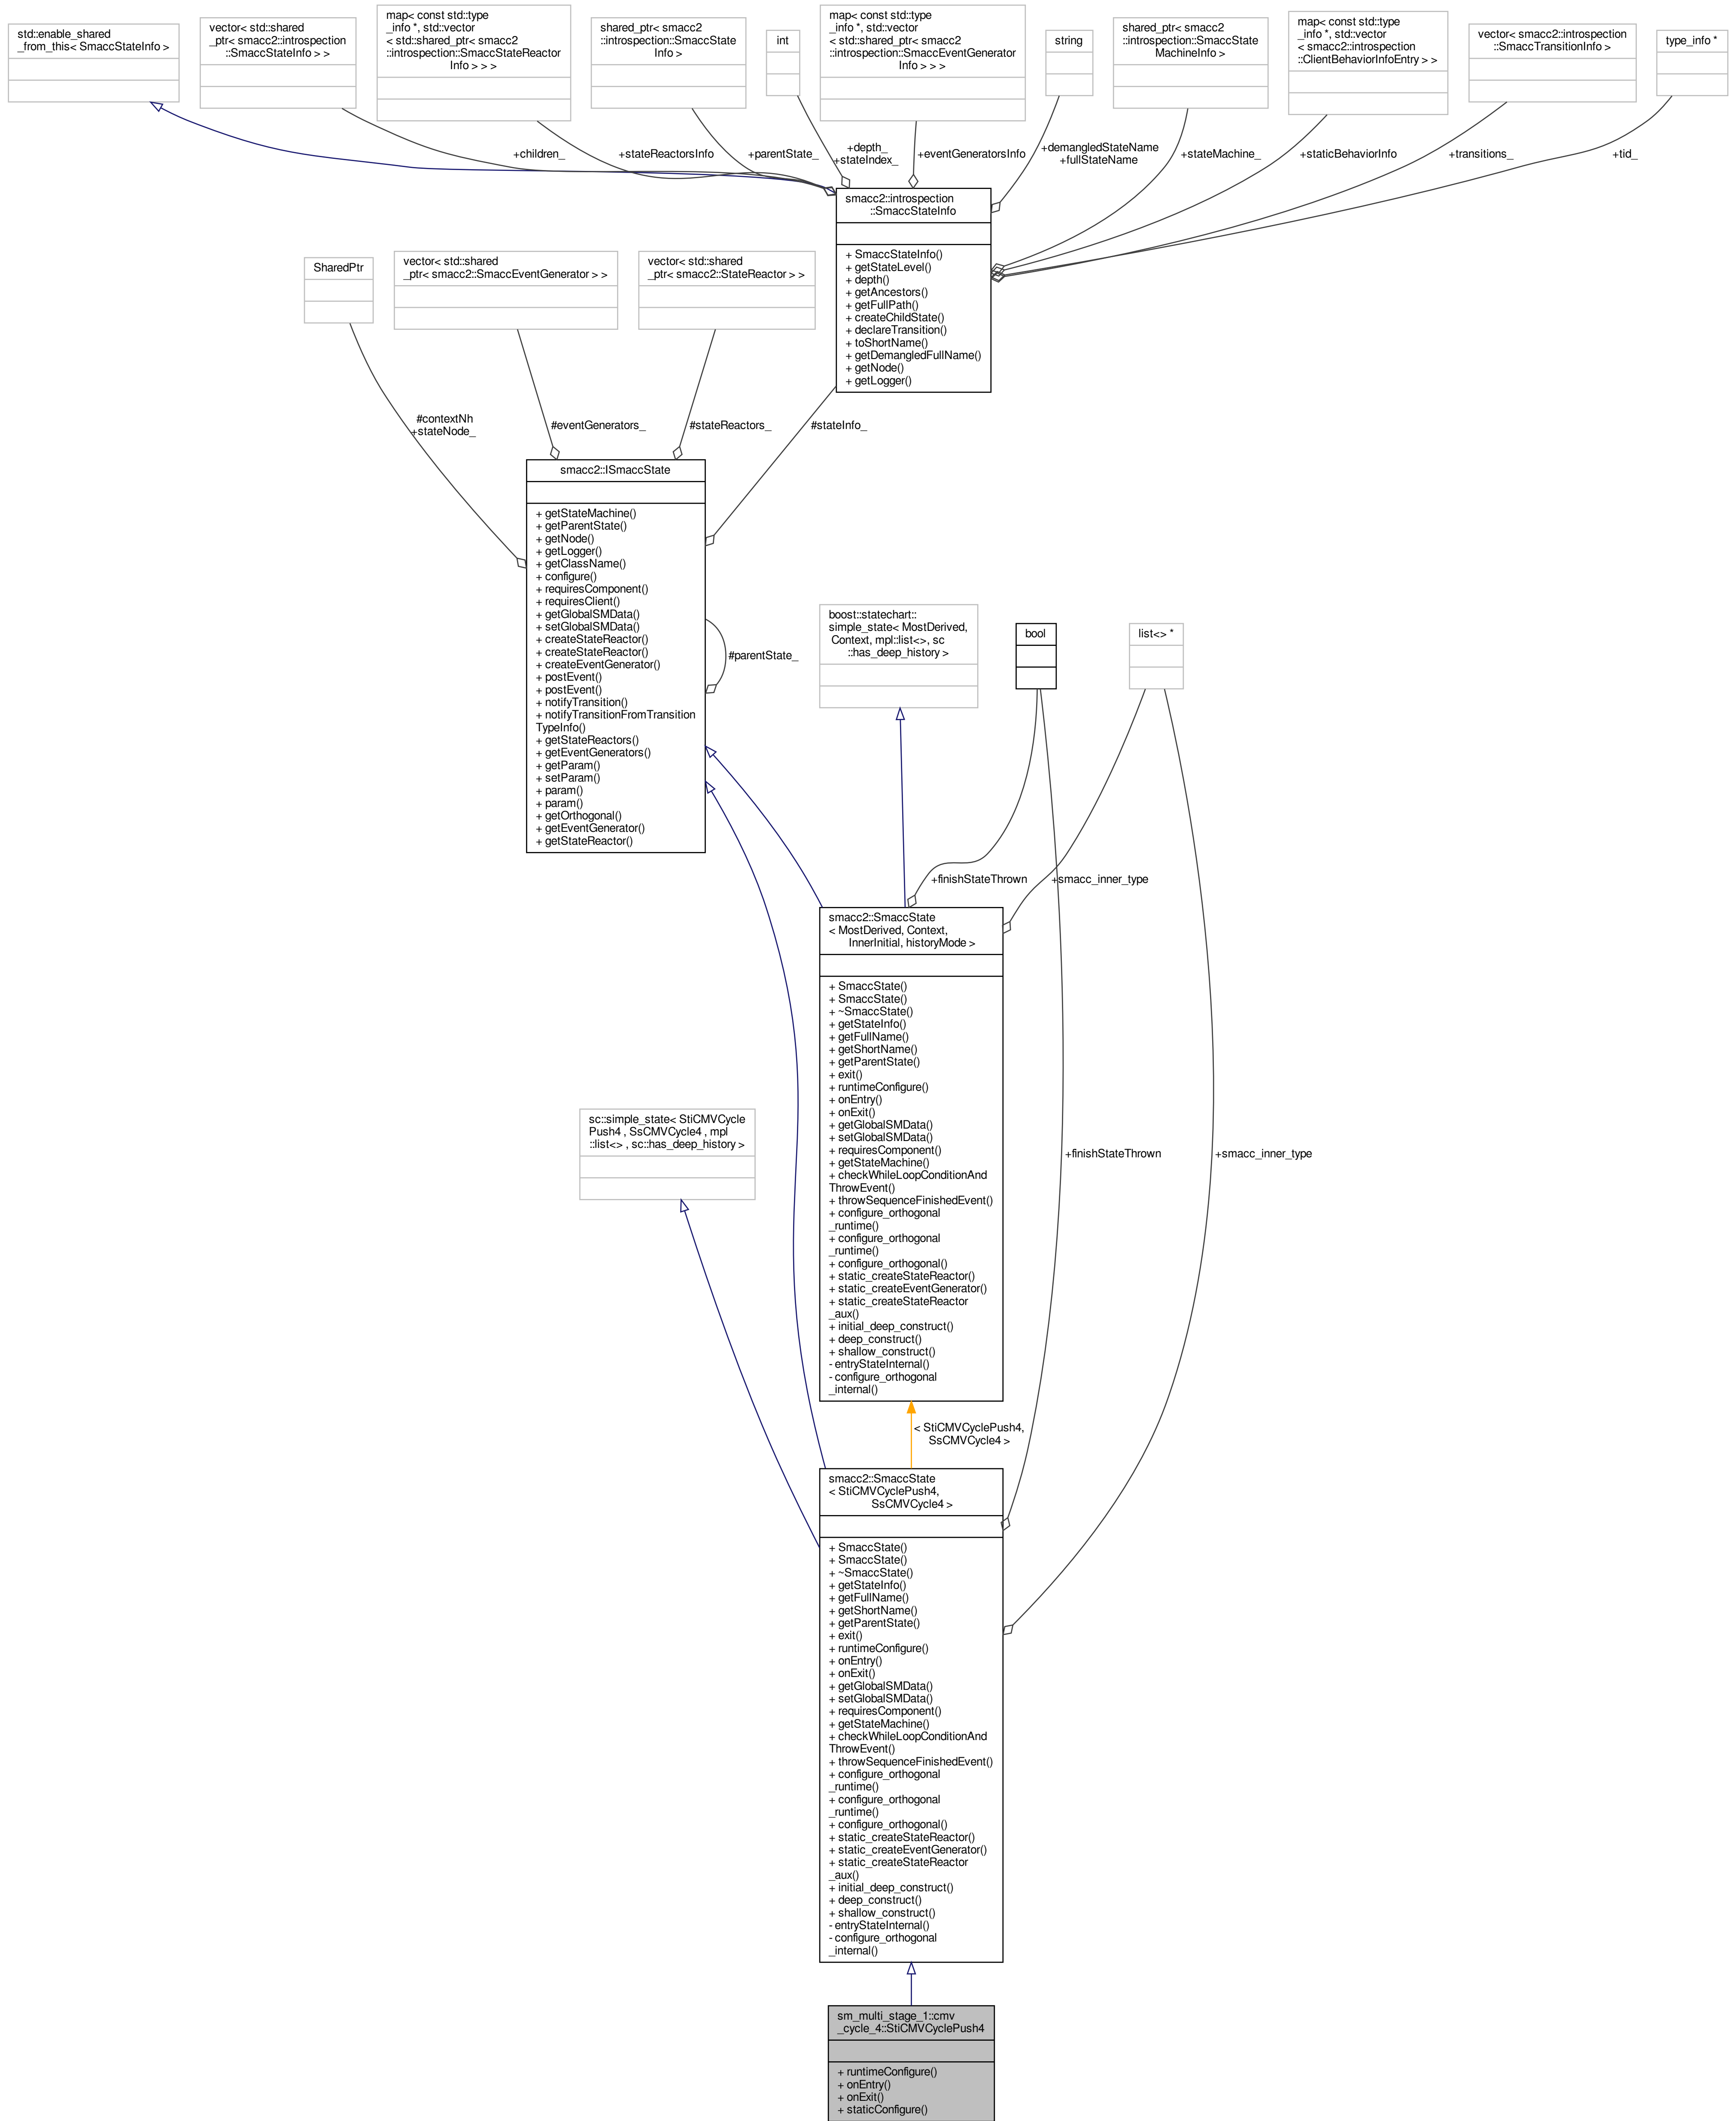 std::enable_shared
_from_this< SmaccStateInfo >
vector< std::shared
_ptr< smacc2::introspection
::SmaccStateInfo > >
map< const std::type
_info *, std::vector
< std::shared_ptr< smacc2
::introspection::SmaccStateReactor
Info > > >
shared_ptr< smacc2
::introspection::SmaccState
Info >
int
map< const std::type
_info *, std::vector
< std::shared_ptr< smacc2
::introspection::SmaccEventGenerator
Info > > >
string
shared_ptr< smacc2
::introspection::SmaccState
MachineInfo >
map< const std::type
_info *, std::vector
< smacc2::introspection
::ClientBehaviorInfoEntry > >
vector< smacc2::introspection
::SmaccTransitionInfo >
type_info *
+children_
+stateReactorsInfo
+parentState_
+depth_
+stateIndex_
+eventGeneratorsInfo
+demangledStateName
+fullStateName
+stateMachine_
+staticBehaviorInfo
+transitions_
+tid_
smacc2::introspection
::SmaccStateInfo
+ SmaccStateInfo()
+ getStateLevel()
+ depth()
+ getAncestors()
+ getFullPath()
+ createChildState()
+ declareTransition()
+ toShortName()
+ getDemangledFullName()
+ getNode()
+ getLogger()
SharedPtr
vector< std::shared
_ptr< smacc2::SmaccEventGenerator > >
vector< std::shared
_ptr< smacc2::StateReactor > >
#contextNh
+stateNode_
#eventGenerators_
#stateReactors_
#stateInfo_
smacc2::ISmaccState
+ getStateMachine()
+ getParentState()
+ getNode()
+ getLogger()
+ getClassName()
+ configure()
+ requiresComponent()
+ requiresClient()
+ getGlobalSMData()
+ setGlobalSMData()
+ createStateReactor()
+ createStateReactor()
+ createEventGenerator()
+ postEvent()
+ postEvent()
+ notifyTransition()
+ notifyTransitionFromTransition
TypeInfo()
+ getStateReactors()
+ getEventGenerators()
+ getParam()
+ setParam()
+ param()
+ param()
+ getOrthogonal()
+ getEventGenerator()
+ getStateReactor()
#parentState_
boost::statechart::
simple_state< MostDerived,
Context, mpl::list<>, sc
::has_deep_history >
bool
list<> *
+finishStateThrown
+smacc_inner_type
smacc2::SmaccState
< MostDerived, Context,
InnerInitial, historyMode >
+ SmaccState()
+ SmaccState()
+ ~SmaccState()
+ getStateInfo()
+ getFullName()
+ getShortName()
+ getParentState()
+ exit()
+ runtimeConfigure()
+ onEntry()
+ onExit()
+ getGlobalSMData()
+ setGlobalSMData()
+ requiresComponent()
+ getStateMachine()
+ checkWhileLoopConditionAnd
ThrowEvent()
+ throwSequenceFinishedEvent()
+ configure_orthogonal
_runtime()
+ configure_orthogonal
_runtime()
+ configure_orthogonal()
+ static_createStateReactor()
+ static_createEventGenerator()
+ static_createStateReactor
_aux()
+ initial_deep_construct()
+ deep_construct()
+ shallow_construct()
- entryStateInternal()
- configure_orthogonal
_internal()
sc::simple_state< StiCMVCycle
Push4 , SsCMVCycle4 , mpl
::list<> , sc::has_deep_history >
+finishStateThrown
+smacc_inner_type
< StiCMVCyclePush4,
SsCMVCycle4 >
smacc2::SmaccState
< StiCMVCyclePush4,
SsCMVCycle4 >
+ SmaccState()
+ SmaccState()
+ ~SmaccState()
+ getStateInfo()
+ getFullName()
+ getShortName()
+ getParentState()
+ exit()
+ runtimeConfigure()
+ onEntry()
+ onExit()
+ getGlobalSMData()
+ setGlobalSMData()
+ requiresComponent()
+ getStateMachine()
+ checkWhileLoopConditionAnd
ThrowEvent()
+ throwSequenceFinishedEvent()
+ configure_orthogonal
_runtime()
+ configure_orthogonal
_runtime()
+ configure_orthogonal()
+ static_createStateReactor()
+ static_createEventGenerator()
+ static_createStateReactor
_aux()
+ initial_deep_construct()
+ deep_construct()
+ shallow_construct()
- entryStateInternal()
- configure_orthogonal
_internal()
sm_multi_stage_1::cmv
_cycle_4::StiCMVCyclePush4
+ runtimeConfigure()
+ onEntry()
+ onExit()
+ staticConfigure()